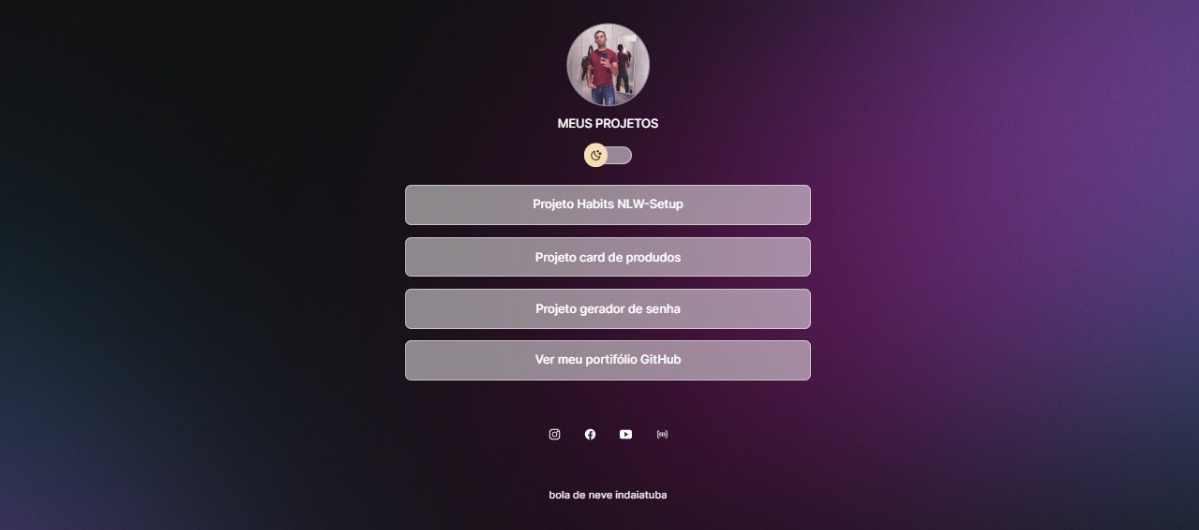 MEUS PROJETOS
Projeto Habits NLW-Setup
Projeto card de produdos
Projeto gerador de senha
Ver meu portifólio GitHub
bola de neve indaiatuba